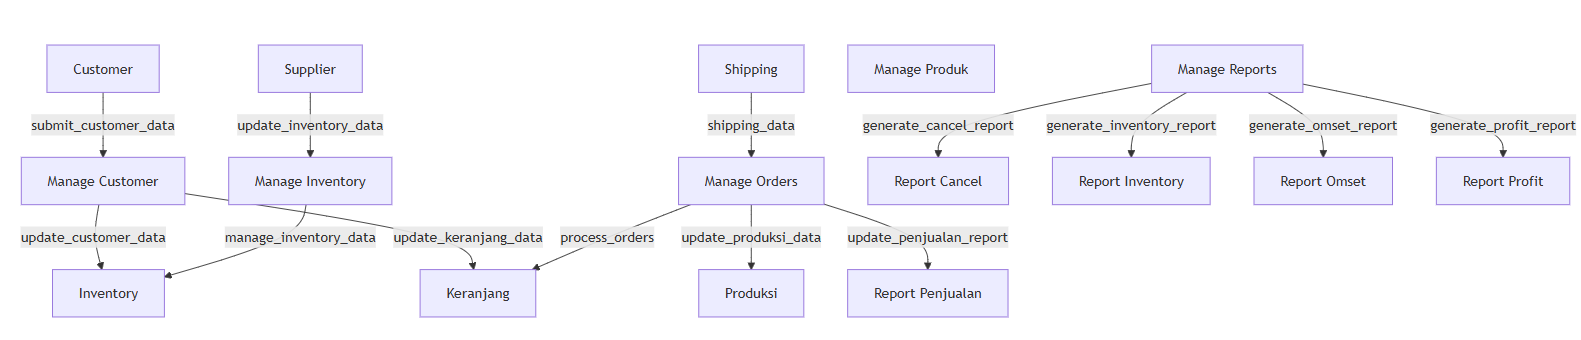 Customer
Supplier
Shipping
Manage Produk
Manage Reports
submit_customer_data
update_inventory_data
shipping_data
generate_cancel_report
generate_inventory_report
generate_omset_report
generate_profit_report
Manage Customer
Manage Inventory
Manage Orders
Report Cancel
Report Inventory
Report Omset
Report Profit
update_customer_data
manage_inventory_data
update_keranjang_data
process_orders
update_produksi_data
update_penjualan_report
Inventory
Keranjang
Produksi
Report Penjualan